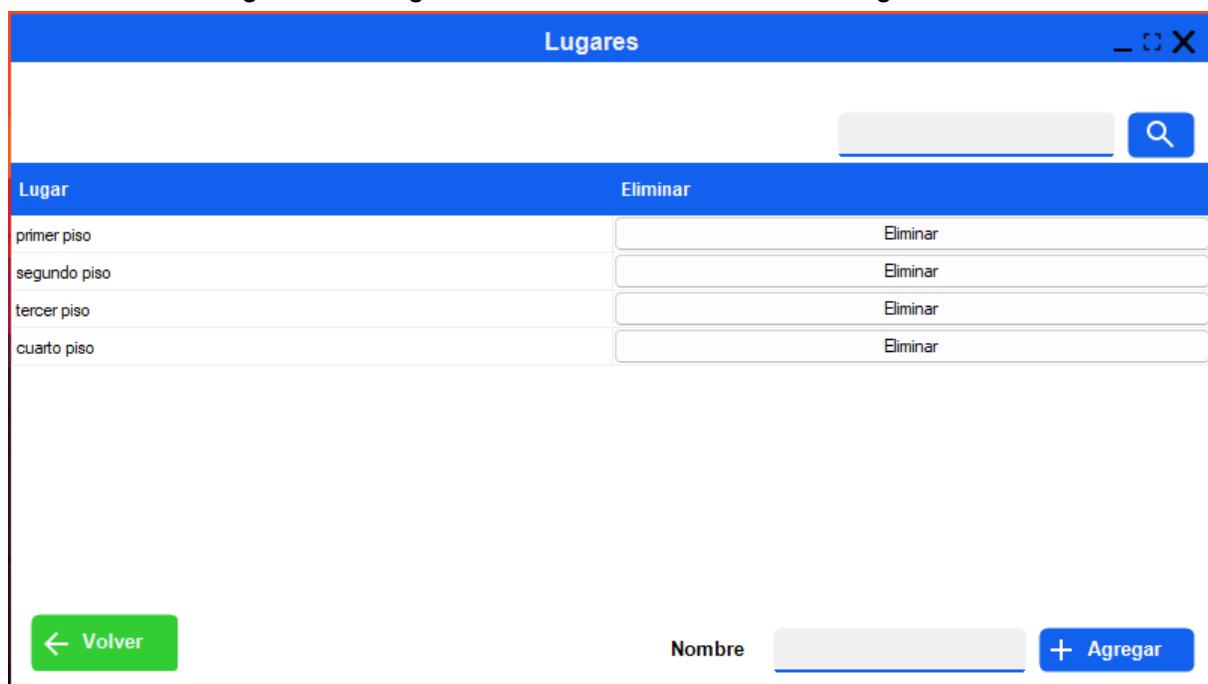 Lugares
Lugar Eliminar
primer piso Eliminar
segundo piso Eliminar
tercer piso Eliminar
cuarto piso Eliminar
Volver
Nombre Agregar